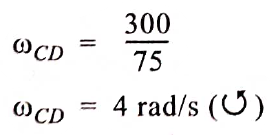 ω_CD = 300/75
ω_CD = 4 rad/s (↺)